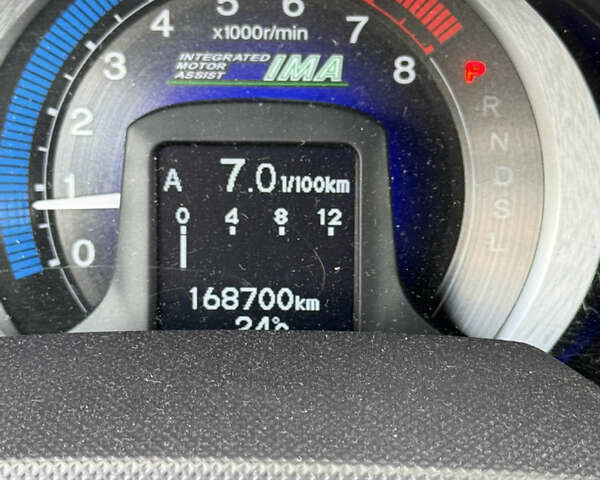 4 5 6 7
x1000r/min
3 INTEGRATED MOTOR ASSIST IMA 8
P
R
2
N
A 7.0 l/100km
D
1
0 4 8 12
S
0
L
168700km
24°c